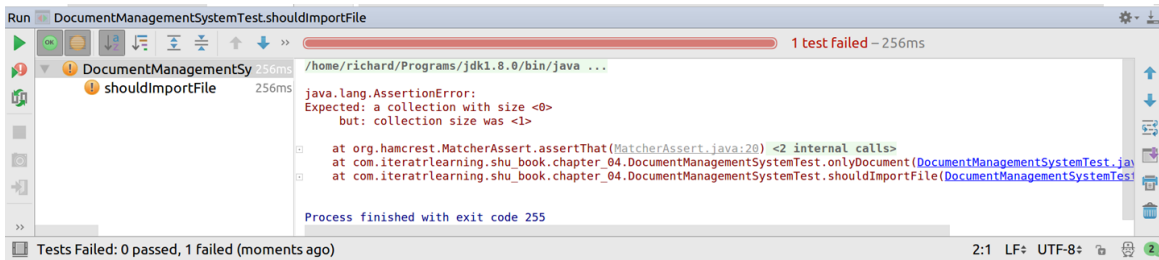 Run DocumentManagementSystemTest.shouldImportFile
OK
1 test failed – 256ms
DocumentManagementSy 256ms
shouldImportFile 256ms
/home/richard/Programs/jdk1.8.0/bin/java ...
java.lang.AssertionError:
Expected: a collection with size <0>
but: collection size was <1>
at org.hamcrest.MatcherAssert.assertThat(MatcherAssert.java:20) <2 internal calls>
at com.iteratrlearning.shu_book.chapter_04.DocumentManagementSystemTest.onlyDocument(DocumentManagementSystemTest.jav
at com.iteratrlearning.shu_book.chapter_04.DocumentManagementSystemTest.shouldImportFile(DocumentManagementSystemTest
Process finished with exit code 255
Tests Failed: 0 passed, 1 failed (moments ago) 2:1 LF UTF-8 2